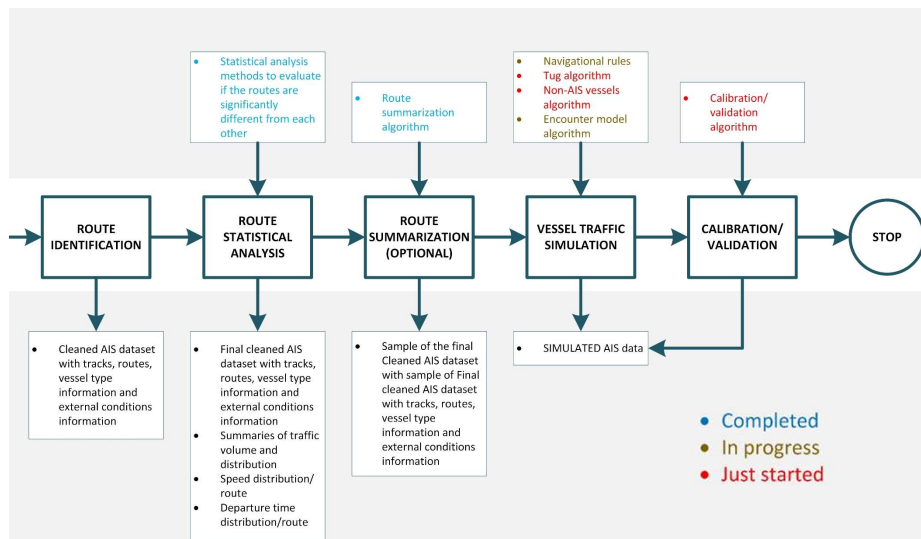 Statistical analysis
methods to evaluate
if the routes are
significantly
different from each
other
Route
summarization
algorithm
Navigational rules
Tug algorithm
Non-AIS vessels
algorithm
Encounter model
algorithm
Calibration/
validation
algorithm
ROUTE
IDENTIFICATION
ROUTE
STATISTICAL
ANALYSIS
ROUTE
SUMMARIZATION
(OPTIONAL)
VESSEL TRAFFIC
SIMULATION
CALIBRATION/
VALIDATION
STOP
Cleaned AIS dataset
with tracks, routes,
vessel type
information and
external conditions
information
Final cleaned AIS
dataset with tracks,
routes, vessel type
information and
external conditions
information
Summaries of traffic
volume and
distribution
Speed distribution/
route
Departure time
distribution/route
Sample of the final
Cleaned AIS dataset
with sample of Final
cleaned AIS dataset
with tracks, routes,
vessel type
information and
external conditions
information
SIMULATED AIS data
Completed
In progress
Just started